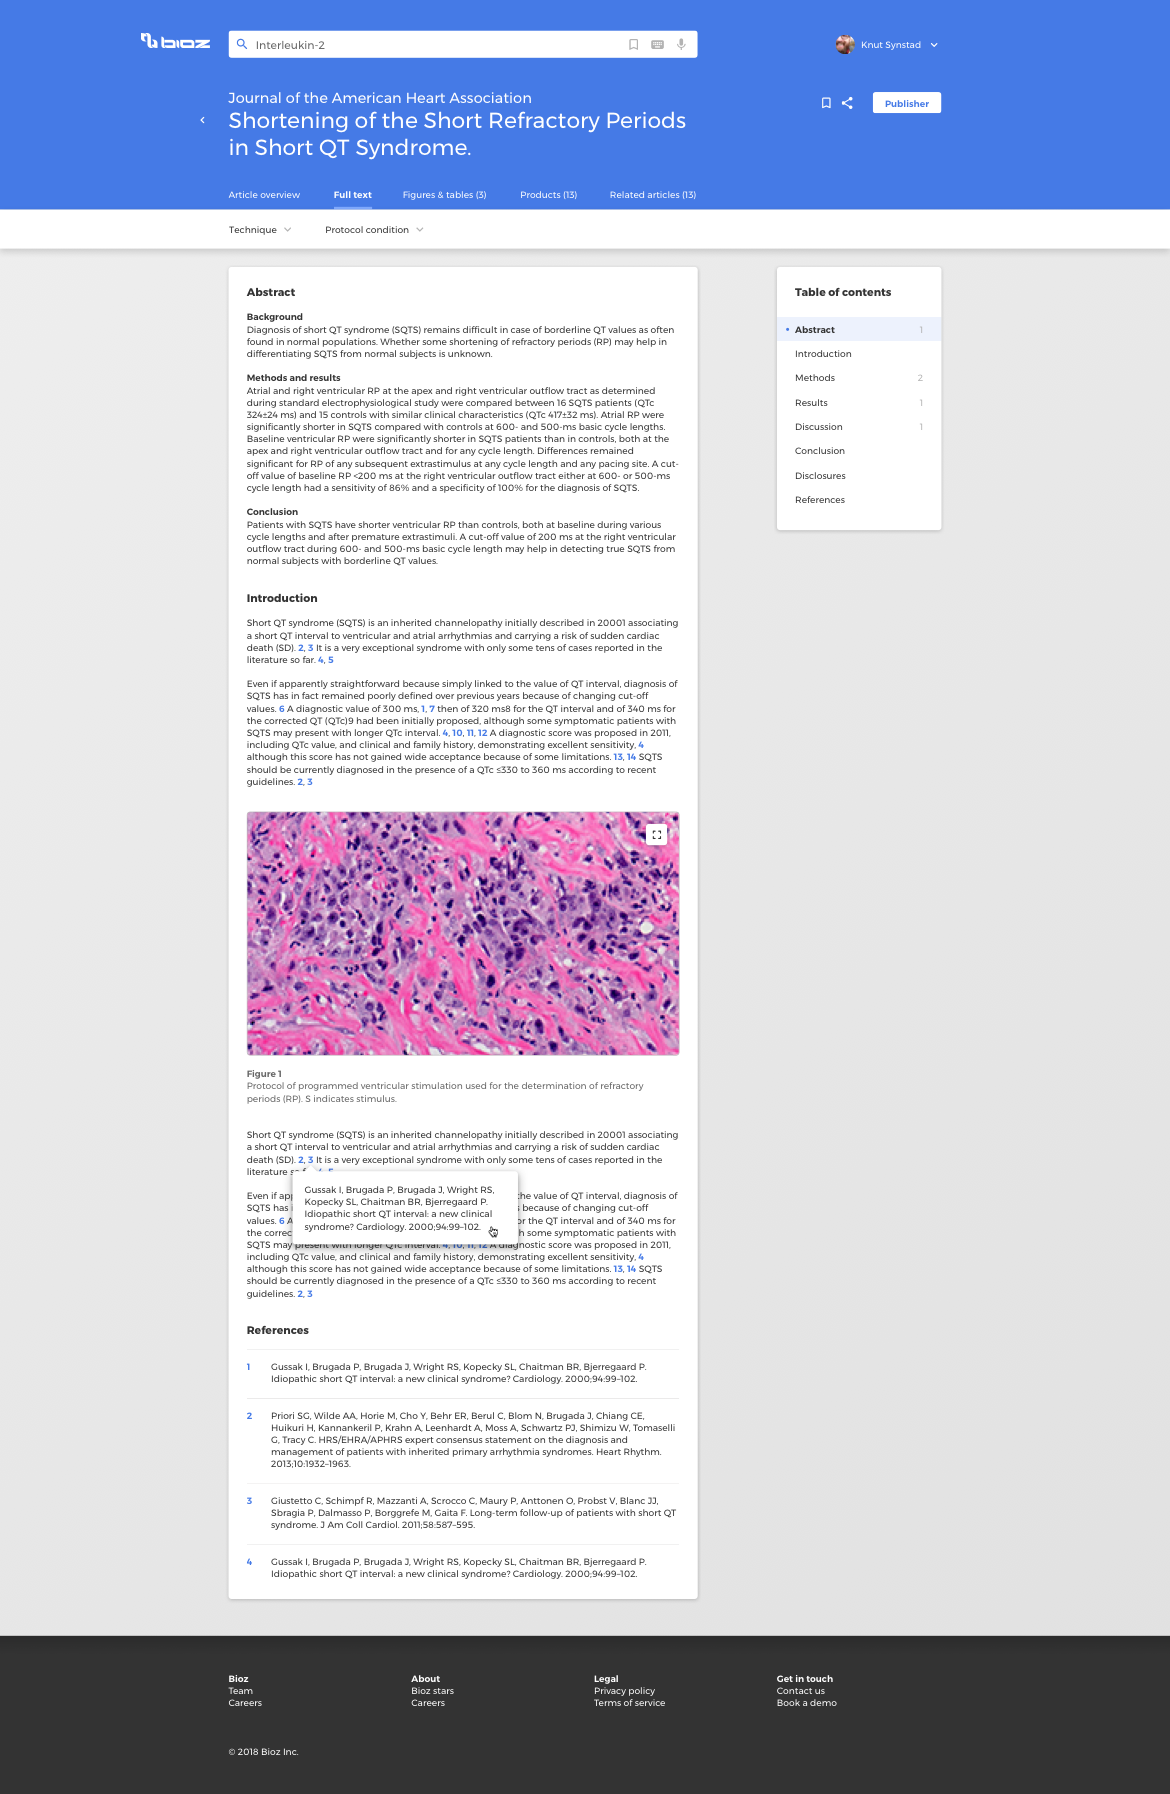 bioz
Interleukin-2
Knut Synstad
Journal of the American Heart Association
Shortening of the Short Refractory Periods
in Short QT Syndrome.
Publisher
Article overview
Full text
Figures & tables (3)
Products (13)
Related articles (13)
Technique
Protocol condition
Abstract
Background
Diagnosis of short QT syndrome (SQTS) remains difficult in case of borderline QT values as often
found in normal populations. Whether some shortening of refractory periods (RP) may help in
differentiating SQTS from normal subjects is unknown.
Methods and results
Atrial and right ventricular RP at the apex and right ventricular outflow tract as determined
during standard electrophysiological study were compared between 16 SQTS patients (QTc
324±24 ms) and 15 controls with similar clinical characteristics (QTc 417±32 ms). Atrial RP were
significantly shorter in SQTS compared with controls at 600- and 500-ms basic cycle lengths.
Baseline ventricular RP were significantly shorter in SQTS patients than in controls, both at the
apex and right ventricular outflow tract and for any cycle length. Differences remained
significant for RP of any subsequent extrastimulus at any cycle length and any pacing site. A cut-
off value of baseline RP <200 ms at the right ventricular outflow tract either at 600- or 500-ms
cycle length had a sensitivity of 86% and a specificity of 100% for the diagnosis of SQTS.
Conclusion
Patients with SQTS have shorter ventricular RP than controls, both at baseline during various
cycle lengths and after premature extrastimuli. A cut-off value of 200 ms at the right ventricular
outflow tract during 600- and 500-ms basic cycle length may help in detecting true SQTS from
normal subjects with borderline QT values.
Introduction
Short QT syndrome (SQTS) is an inherited channelopathy initially described in 20001 associating
a short QT interval to ventricular and atrial arrhythmias and carrying a risk of sudden cardiac
death (SD). 2, 3 It is a very exceptional syndrome with only some tens of cases reported in the
literature so far. 4, 5
Even if apparently straightforward because simply linked to the value of QT interval, diagnosis of
SQTS has in fact remained poorly defined over previous years because of changing cut-off
values. 6 A diagnostic value of 300 ms, 1, 7 then of 320 ms8 for the QT interval and of 340 ms for
the corrected QT (QTc)9 had been initially proposed, although some symptomatic patients with
SQTS may present with longer QTc interval. 4, 10, 11, 12 A diagnostic score was proposed in 2011,
including QTc value, and clinical and family history, demonstrating excellent sensitivity, 4
although this score has not gained wide acceptance because of some limitations. 13, 14 SQTS
should be currently diagnosed in the presence of a QTc ≤330 to 360 ms according to recent
guidelines. 2, 3
Figure 1
Protocol of programmed ventricular stimulation used for the determination of refractory
periods (RP). S indicates stimulus.
Short QT syndrome (SQTS) is an inherited channelopathy initially described in 20001 associating
a short QT interval to ventricular and atrial arrhythmias and carrying a risk of sudden cardiac
death (SD). 2, 3 It is a very exceptional syndrome with only some tens of cases reported in the
literature
Gussak I, Brugada P, Brugada J, Wright RS,
Kopecky SL, Chaitman BR, Bjerregaard P.
Idiopathic short QT interval: a new clinical
syndrome? Cardiology. 2000;94:99–102.
Even if the value of QT interval, diagnosis of
SQTS has because of changing cut-off
values. 6 A for the QT interval and of 340 ms for
the some symptomatic patients with
SQTS may present with longer QTc interval. 4, 10, 11, 12 A diagnostic score was proposed in 2011,
including QTc value, and clinical and family history, demonstrating excellent sensitivity, 4
although this score has not gained wide acceptance because of some limitations. 13, 14 SQTS
should be currently diagnosed in the presence of a QTc ≤330 to 360 ms according to recent
guidelines. 2, 3
References
1 Gussak I, Brugada P, Brugada J, Wright RS, Kopecky SL, Chaitman BR, Bjerregaard P.
Idiopathic short QT interval: a new clinical syndrome? Cardiology. 2000;94:99–102.
2 Priori SG, Wilde AA, Horie M, Cho Y, Behr ER, Berul C, Blom N, Brugada J, Chiang CE,
Huikuri H, Kannankeril P, Krahn A, Leenhardt A, Moss A, Schwartz PJ, Shimizu W, Tomaselli
G, Tracy C. HRS/EHRA/APHRS expert consensus statement on the diagnosis and
management of patients with inherited primary arrhythmia syndromes. Heart Rhythm.
2013;10:1932–1963.
3 Giustetto C, Schimpf R, Mazzanti A, Scrocco C, Maury P, Anttonen O, Probst V, Blanc JJ,
Sbragia P, Dalmasso P, Borggrefe M, Gaita F. Long-term follow-up of patients with short QT
syndrome. J Am Coll Cardiol. 2011;58:587–595.
4 Gussak I, Brugada P, Brugada J, Wright RS, Kopecky SL, Chaitman BR, Bjerregaard P.
Idiopathic short QT interval: a new clinical syndrome? Cardiology. 2000;94:99–102.
Table of contents
Abstract 1
Introduction
Methods 2
Results 1
Discussion 1
Conclusion
Disclosures
References
Bioz
Team
Careers
About
Bioz stars
Careers
Legal
Privacy policy
Terms of service
Get in touch
Contact us
Book a demo
© 2018 Bioz Inc.